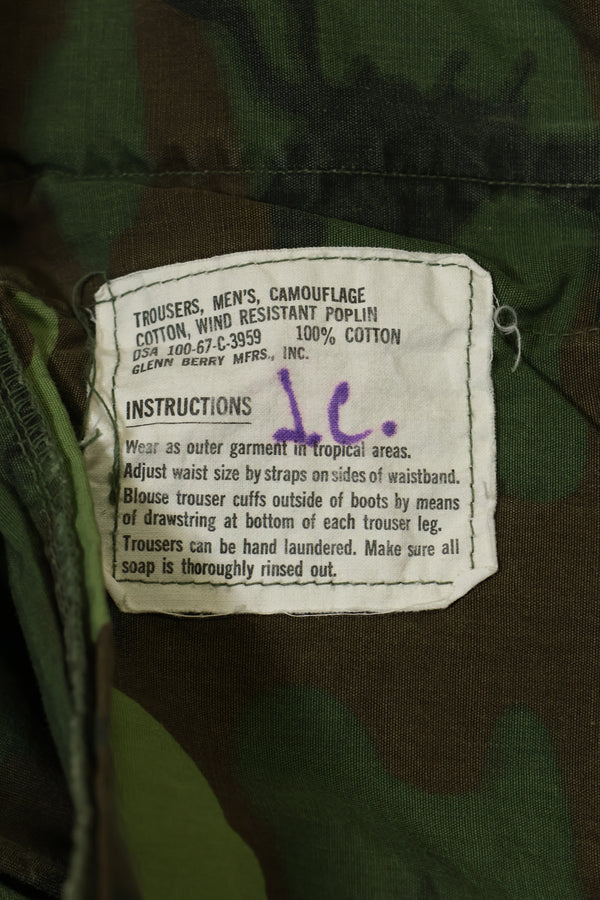 TROUSERS, MEN'S, CAMOUFLAGE
COTTON, WIND RESISTANT POPLIN
DSA 100-67-C-3959 100% COTTON
GLENN BERRY MFRS., INC.
J.C.
INSTRUCTIONS
Wear as outer garment in tropical areas.
Adjust waist size by straps on sides of waistband.
Blouse trouser cuffs outside of boots by means
of drawstring at bottom of each trouser leg.
Trousers can be hand laundered. Make sure all
soap is thoroughly rinsed out.